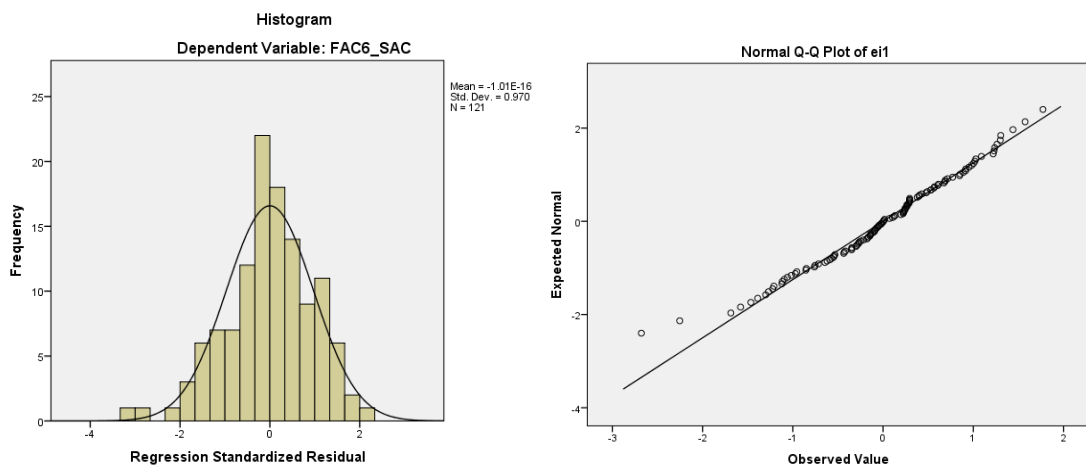 Histogram
Dependent Variable: FAC6_SAC
Mean = -1.01E-16
Std. Dev. = 0.970
N = 121
25
20
15
10
5
0
Frequency
-4
-2
0
2
Regression Standardized Residual
Normal Q-Q Plot of ei1
2
0
-2
-4
Expected Normal
-3
-2
-1
0
1
2
Observed Value